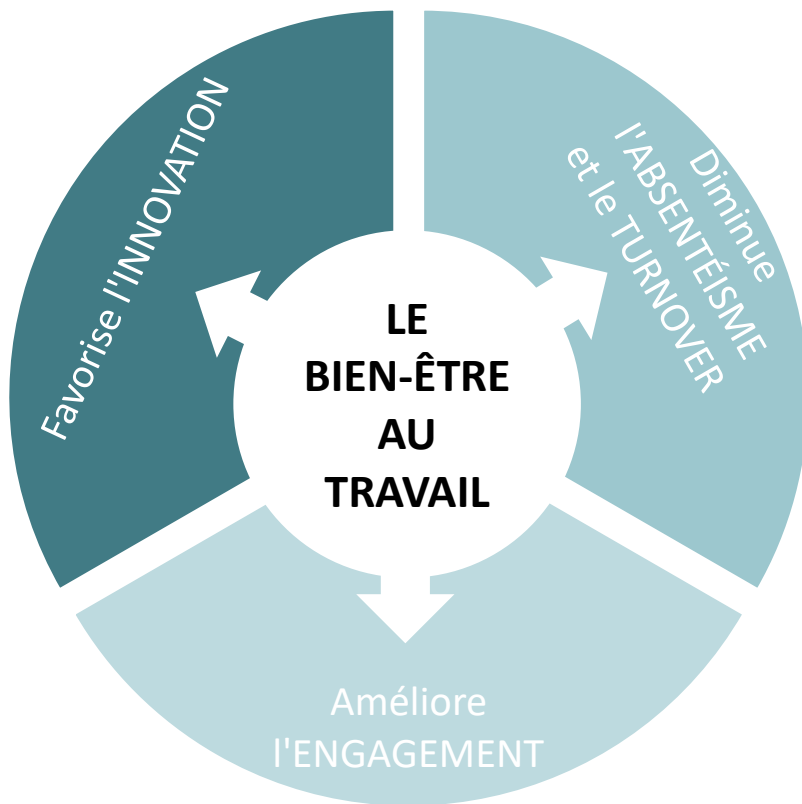 LE
BIEN-ÊTRE
AU
TRAVAIL
Favorise l'INNOVATION
Diminue
l'ABSENTÉISME
et le TURNOVER
Améliore
l'ENGAGEMENT